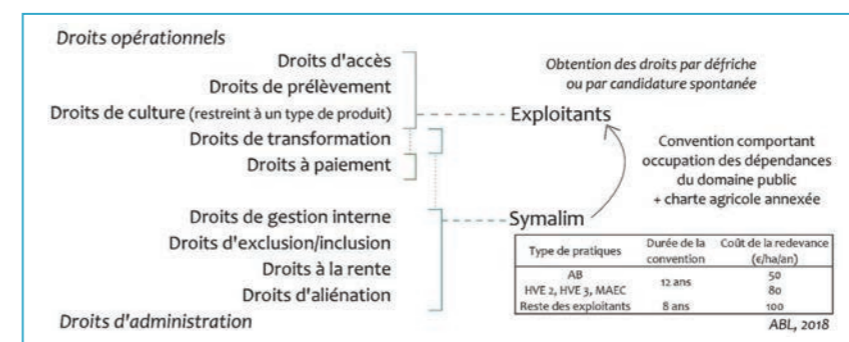 Droits opérationnels
Droits d'accès
Droits de prélèvement
Droits de culture (restreint à un type de produit)
Droits de transformation
Droits à paiement
Droits de gestion interne
Droits d'exclusion/inclusion
Droits à la rente
Droits d'aliénation
Droits d'administration
Obtention des droits par défriche
ou par candidature spontanée
Exploitants
Convention comportant
occupation des dépendances
du domaine public
+ charte agricole annexée
Symalim
Type de pratiques
Durée de la
convention
Coût de la redevance
(€/ha/an)
AB 50
12 ans
HVE 2, HVE 3, MAEC 80
Reste des exploitants 8 ans 100
ABL, 2018